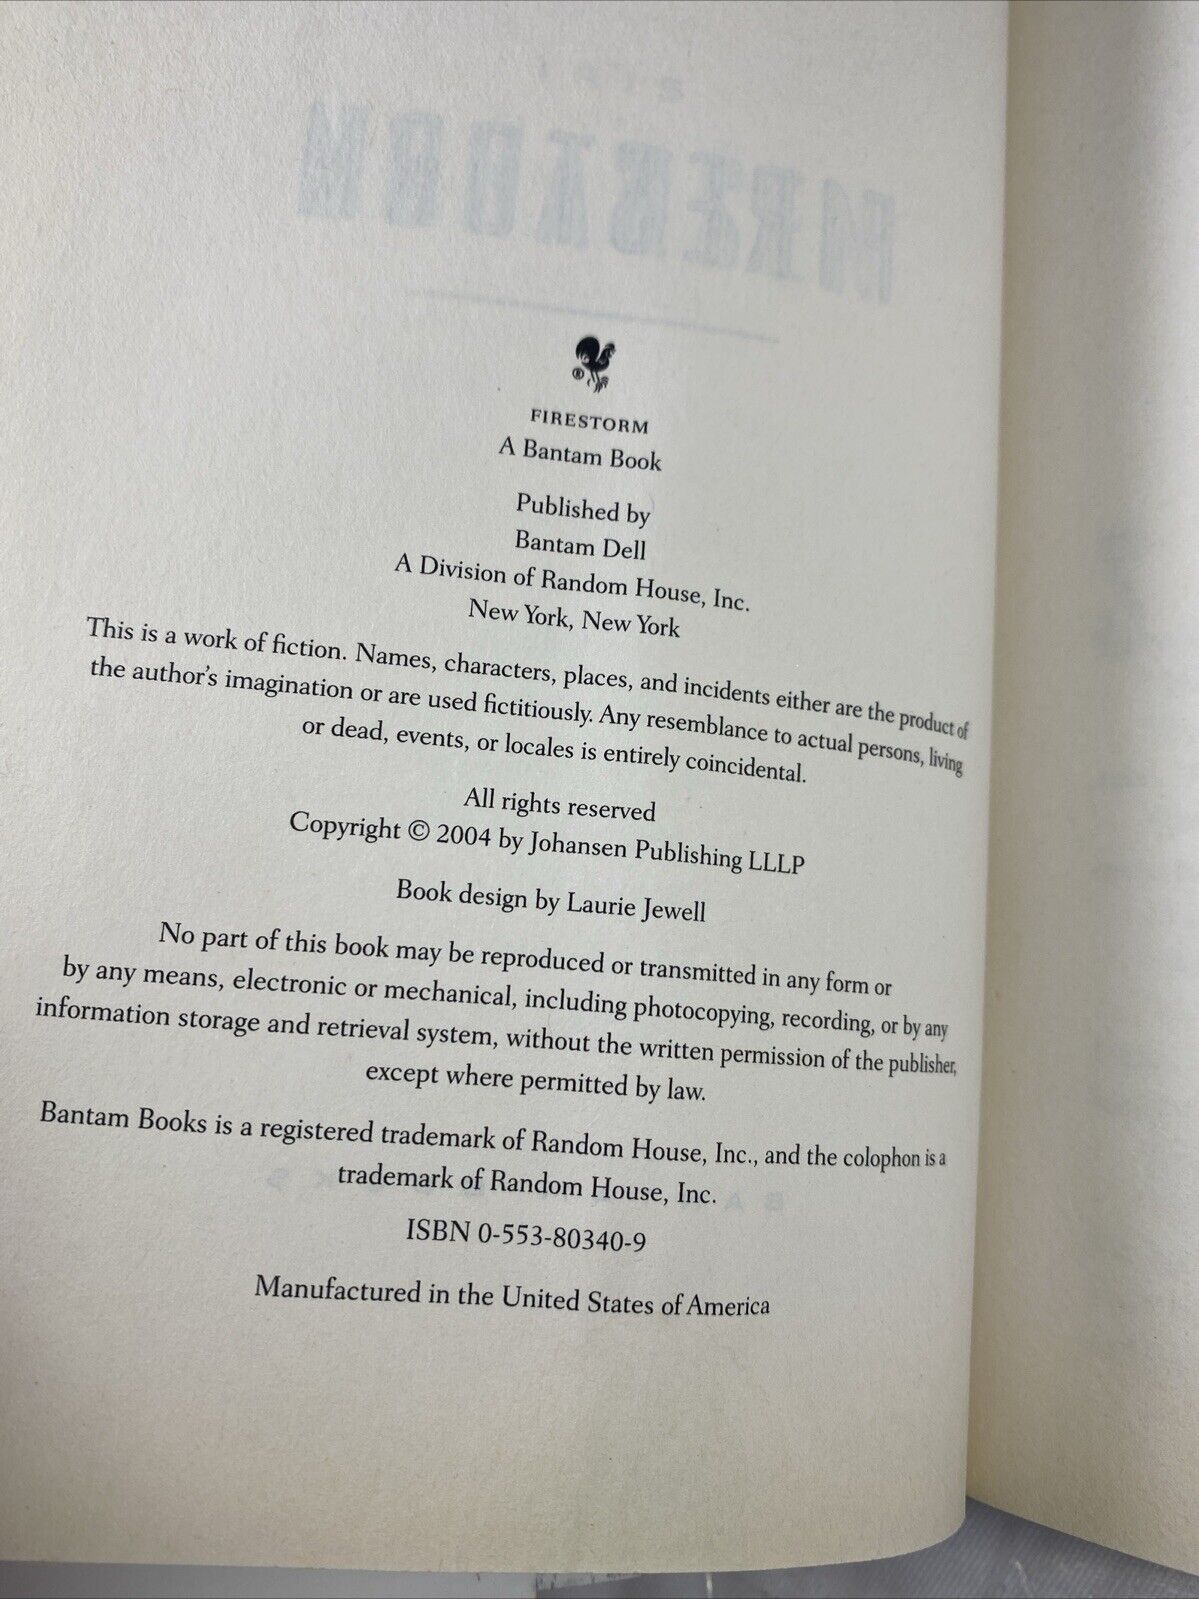 FIRESTORM
®
FIRESTORM
A Bantam Book
Published by
Bantam Dell
A Division of Random House, Inc.
New York, New York
This is a work of fiction. Names, characters, places, and incidents either are the product of
the author's imagination or are used fictitiously. Any resemblance to actual persons, living
or dead, events, or locales is entirely coincidental.
All rights reserved
Copyright © 2004 by Johansen Publishing LLLP
Book design by Laurie Jewell
No part of this book may be reproduced or transmitted in any form or
by any means, electronic or mechanical, including photocopying, recording, or by any
information storage and retrieval system, without the written permission of the publisher,
except where permitted by law.
Bantam Books is a registered trademark of Random House, Inc., and the colophon is a
trademark of Random House, Inc.
ISBN 0-553-80340-9
Manufactured in the United States of America